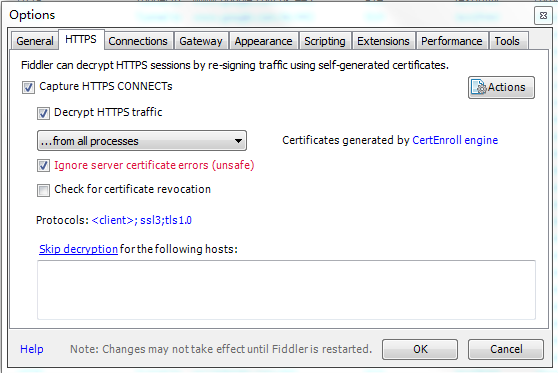 Options
General HTTPS Connections Gateway Appearance Scripting Extensions Performance Tools
Fiddler can decrypt HTTPS sessions by re-signing traffic using self-generated certificates.
Capture HTTPS CONNECTs
Actions
Decrypt HTTPS traffic
...from all processes
Certificates generated by CertEnroll engine
Ignore server certificate errors (unsafe)
Check for certificate revocation
Protocols: <client>; ssl3;tls1.0
Skip decryption for the following hosts:
Help Note: Changes may not take effect until Fiddler is restarted. OK Cancel